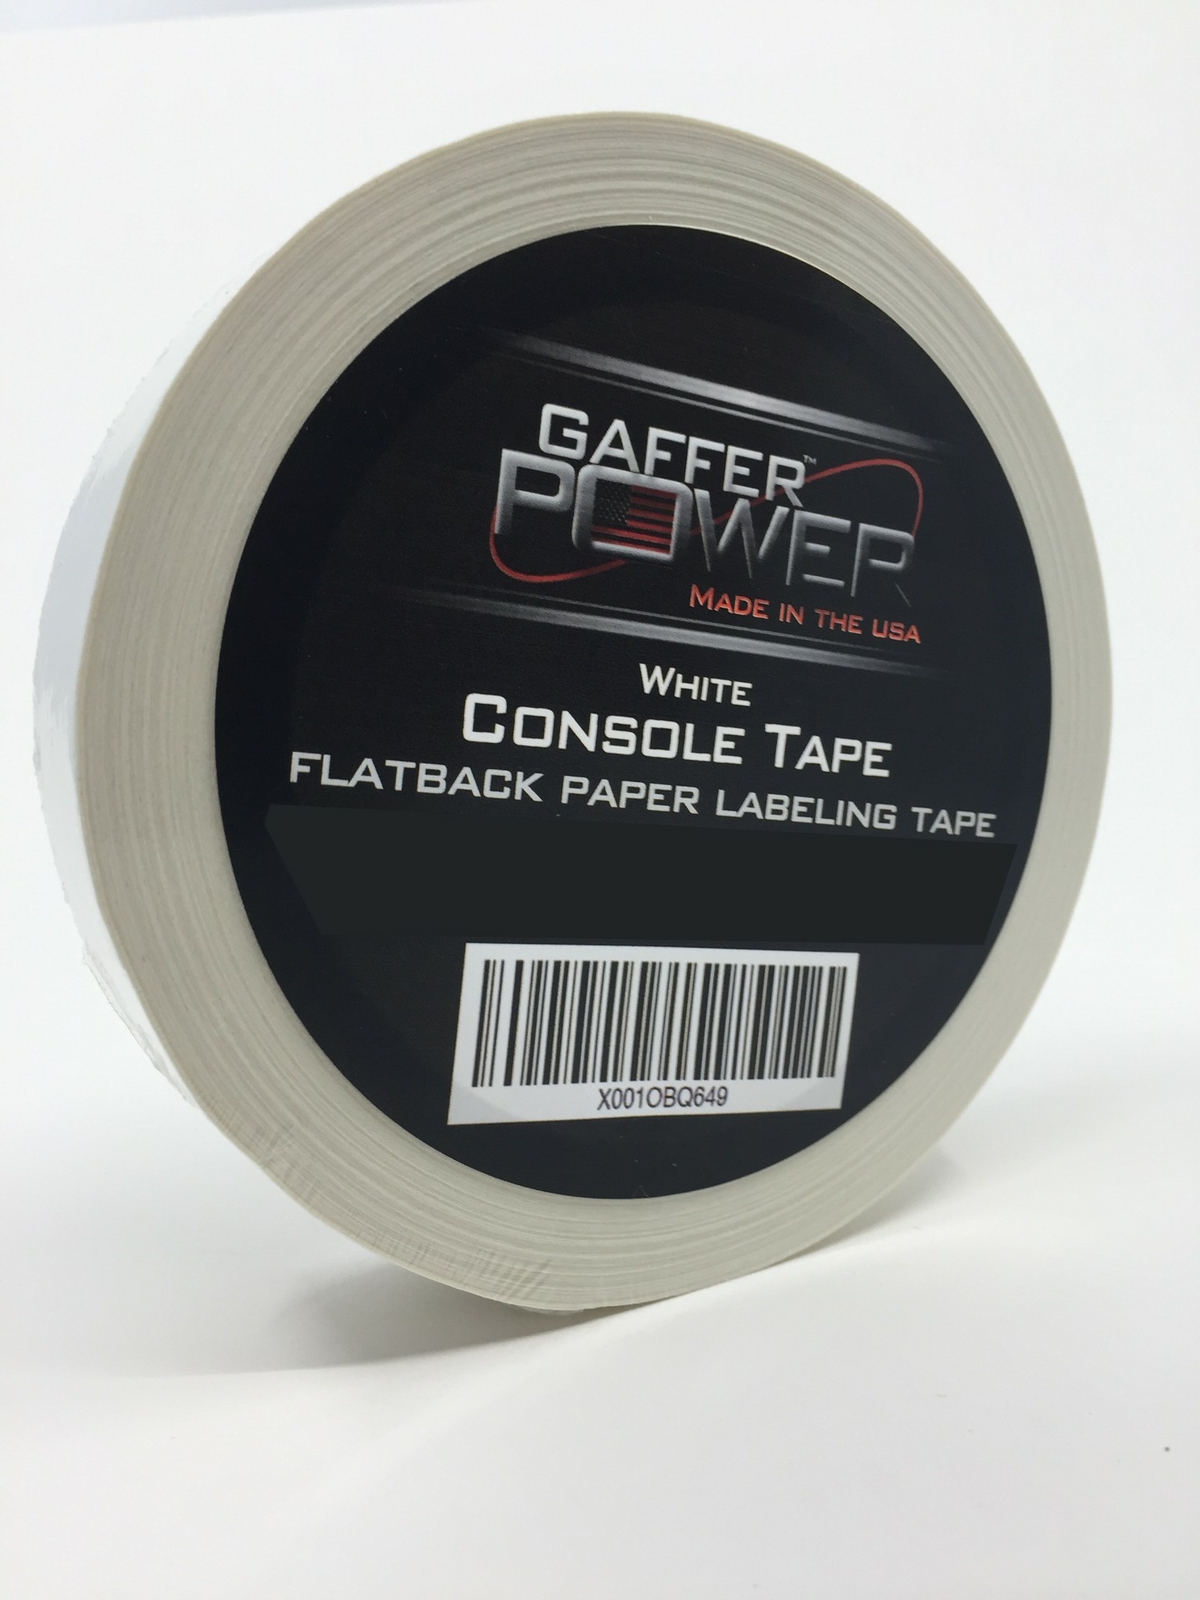 GAFFER™
POWER
MADE IN THE USA
WHITE
CONSOLE TAPE
FLATBACK PAPER LABELING TAPE
X001OBQ649